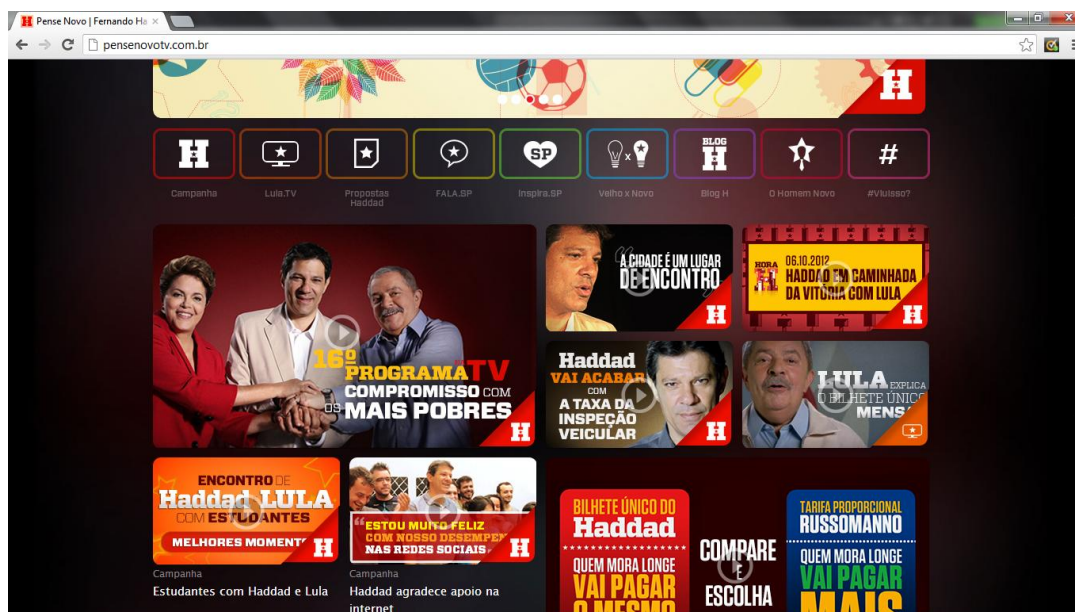 Pense Novo | Fernando Ha
pensenovotv.com.br
H
H
Campanha
Lula.TV
Propostas
Haddad
FALA.SP
SP
Inspira.SP
x
Velho x Novo
BLOG
H
Blog H
O Homem Novo
#
#Viuisso?
16º
PROGRAMA TV
COMPROMISSO COM
OS MAIS POBRES
H
A CIDADE É UM LUGAR
DE ENCONTRO
H
HORA
H
06.10.2012
HADDAD EM CAMINHADA
DA VITÓRIA COM LULA
H
Haddad
VAI ACABAR
COM
A TAXA DA
INSPEÇÃO
VEICULAR
H
LULA EXPLICA
O BILHETE ÚNICO
MENSA
ENCONTRO DE
Haddad LULA
COM ESTUDANTES
MELHORES MOMENT
H
Campanha
Estudantes com Haddad e Lula
"ESTOU MUITO FELIZ
COM NOSSO DESEMPEN
NAS REDES SOCIAIS
H
Campanha
Haddad agradece apoio na
internet
BILHETE ÚNICO DO
Haddad
QUEM MORA LONGE
VAI PAGAR
O MESMO
COMPARE
E
ESCOLHA
TARIFA PROPORCIONAL
RUSSOMANNO
QUEM MORA LONGE
VAI PAGAR
MAIS